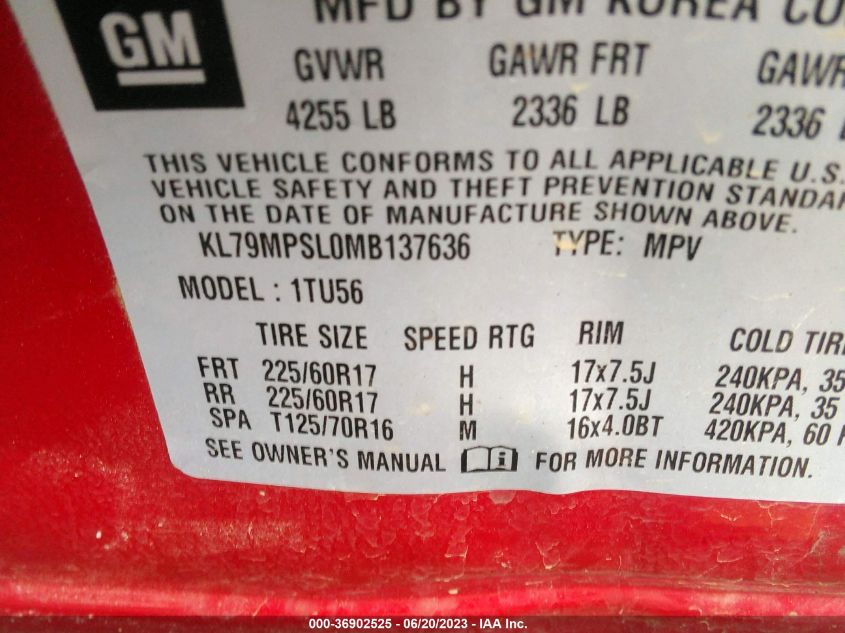 GM
MFD BY GM KOREA CO
GVWR GAWR FRT GAWR
4255 LB 2336 LB 2336
THIS VEHICLE CONFORMS TO ALL APPLICABLE U.S.
VEHICLE SAFETY AND THEFT PREVENTION
ON THE DATE OF MANUFACTURE SHOWN ABOVE.
KL79MPSL0MB137636 TYPE: MPV
MODEL : 1TU56
TIRE SIZE SPEED RTG RIM COLD
FRT 225/60R17 H 17x7.5J 240KPA, 35
RR 225/60R17 H 17x7.5J 240KPA, 35
SPA T125/70R16 M 16x4.0BT 420KPA, 60
SEE OWNER'S MANUAL i FOR MORE INFORMATION.
000-36902525 - 06/20/2023 - IAA Inc.